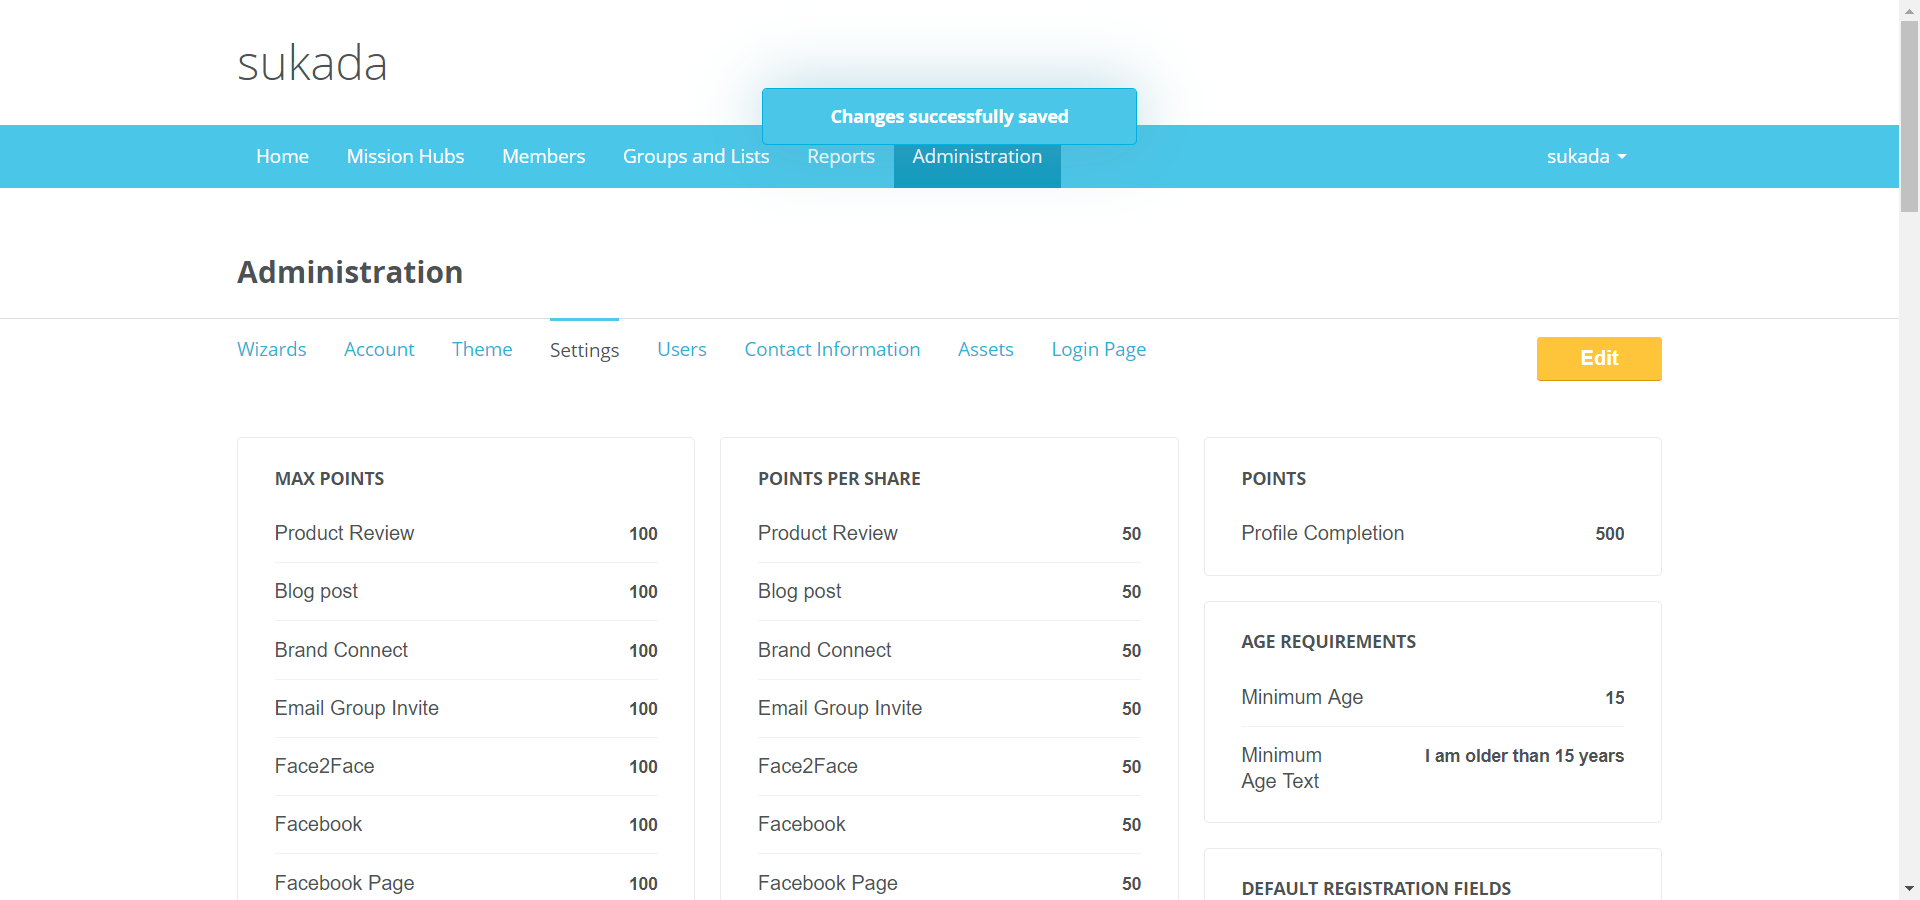 sukada
Changes successfully saved
Home Mission Hubs Members Groups and Lists Reports Administration sukada
Administration
Wizards Account Theme Settings Users Contact Information Assets Login Page Edit
MAX POINTS
Product Review 100
Blog post 100
Brand Connect 100
Email Group Invite 100
Face2Face 100
Facebook 100
Facebook Page 100
POINTS PER SHARE
Product Review 50
Blog post 50
Brand Connect 50
Email Group Invite 50
Face2Face 50
Facebook 50
Facebook Page 50
POINTS
Profile Completion 500
AGE REQUIREMENTS
Minimum Age 15
Minimum I am older than 15 years
Age Text
DEFAULT REGISTRATION FIELDS